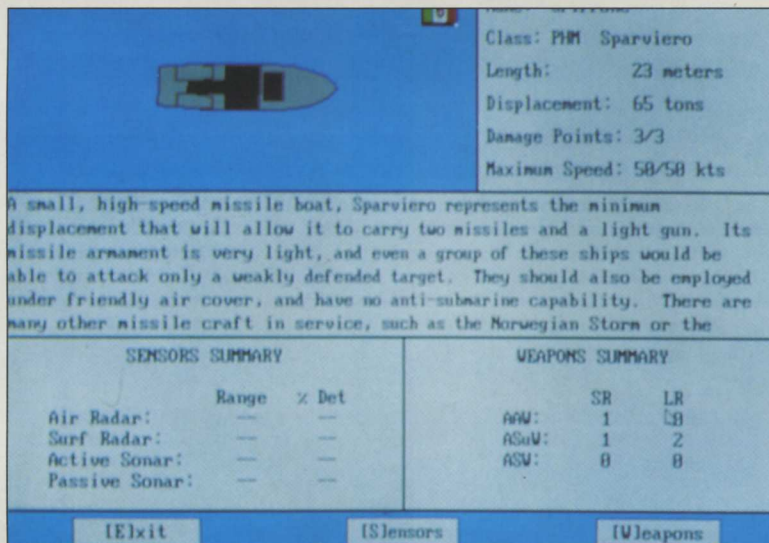 Class: PHM Sparviero
Length: 23 meters
Displacement: 65 tons
Damage Points: 3/3
Maximum Speed: 50/50 kts
A small, high-speed missile boat, Sparviero represents the minimum
displacement that will allow it to carry two missiles and a light gun. Its
missile armament is very light, and even a group of these ships would be
able to attack only a weakly defended target. They should also be employed
under friendly air cover, and have no anti-submarine capability. There are
many other missile craft in service, such as the Norwegian Storm or the
SENSORS SUMMARY
Range % Det
Air Radar: -- --
Surf Radar: -- --
Active Sonar: -- --
Passive Sonar: -- --
WEAPONS SUMMARY
SR LR
AAW: 1 0
ASuW: 1 2
ASW: 0 0
[E]xit [S]ensors [W]eapons